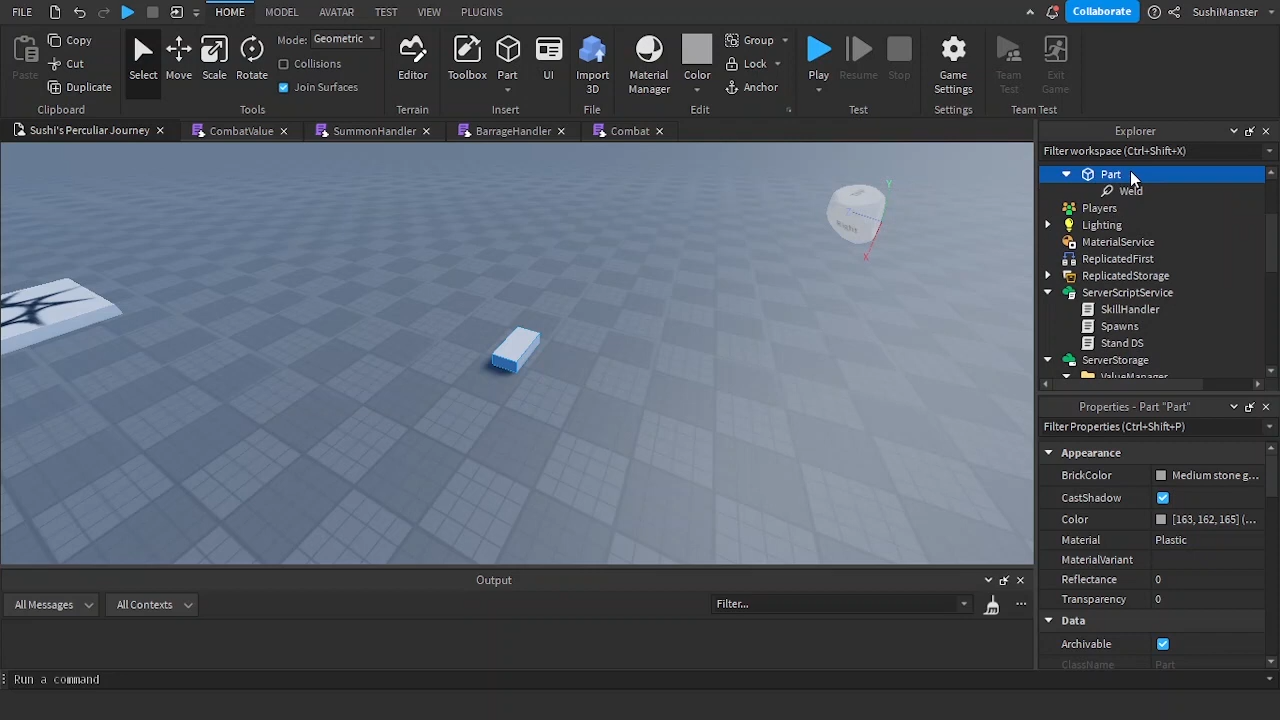 FILE HOME MODEL AVATAR TEST VIEW PLUGINS Collaborate SushiManster
Paste Copy Cut Duplicate Clipboard
Select Move Scale Rotate Mode: Geometric Collisions Join Surfaces Tools
Editor Terrain
Toolbox Part UI Insert
Import 3D File
Material Manager Color Group Lock Anchor Edit
Play Resume Stop Test
Game Settings Settings
Team Test Exit Game Team Test
Sushi's Perculiar Journey CombatValue SummonHandler BarrageHandler Combat
Y
X
Explorer
Filter workspace (Ctrl+Shift+X)
Part
Weld
Players
Lighting
MaterialService
ReplicatedFirst
ReplicatedStorage
ServerScriptService
SkillHandler
Spawns
Stand DS
ServerStorage
ValueManager
Properties - Part "Part"
Filter Properties (Ctrl+Shift+P)
Appearance
BrickColor Medium stone g...
CastShadow
Color [163, 162, 165] (...
Material Plastic
MaterialVariant
Reflectance 0
Transparency 0
Data
Archivable
ClassName Part
Output
All Messages All Contexts Filter...
Run a command